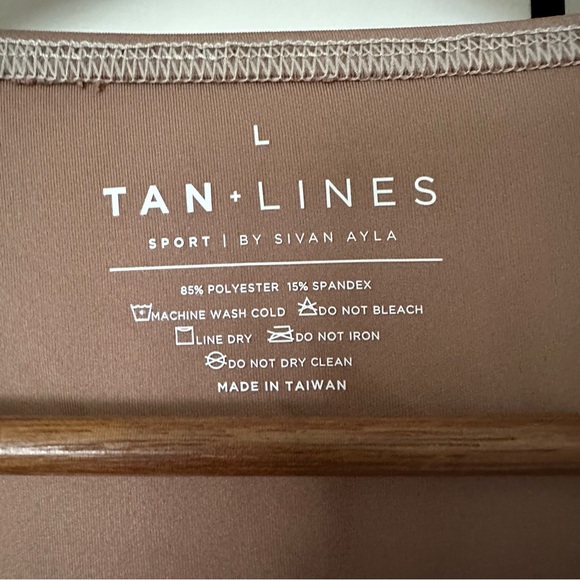 L
TAN + LINES
SPORT | BY SIVAN AYLA
85% POLYESTER 15% SPANDEX
MACHINE WASH COLD DO NOT BLEACH
LINE DRY DO NOT IRON
DO NOT DRY CLEAN
MADE IN TAIWAN